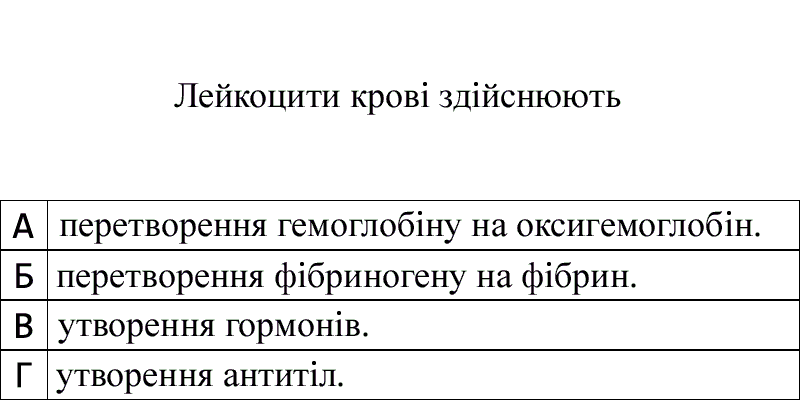 Лейкоцити крові здійснюють
А перетворення гемоглобіну на оксигемоглобін.
Б перетворення фібриногену на фібрин.
В утворення гормонів.
Г утворення антитіл.